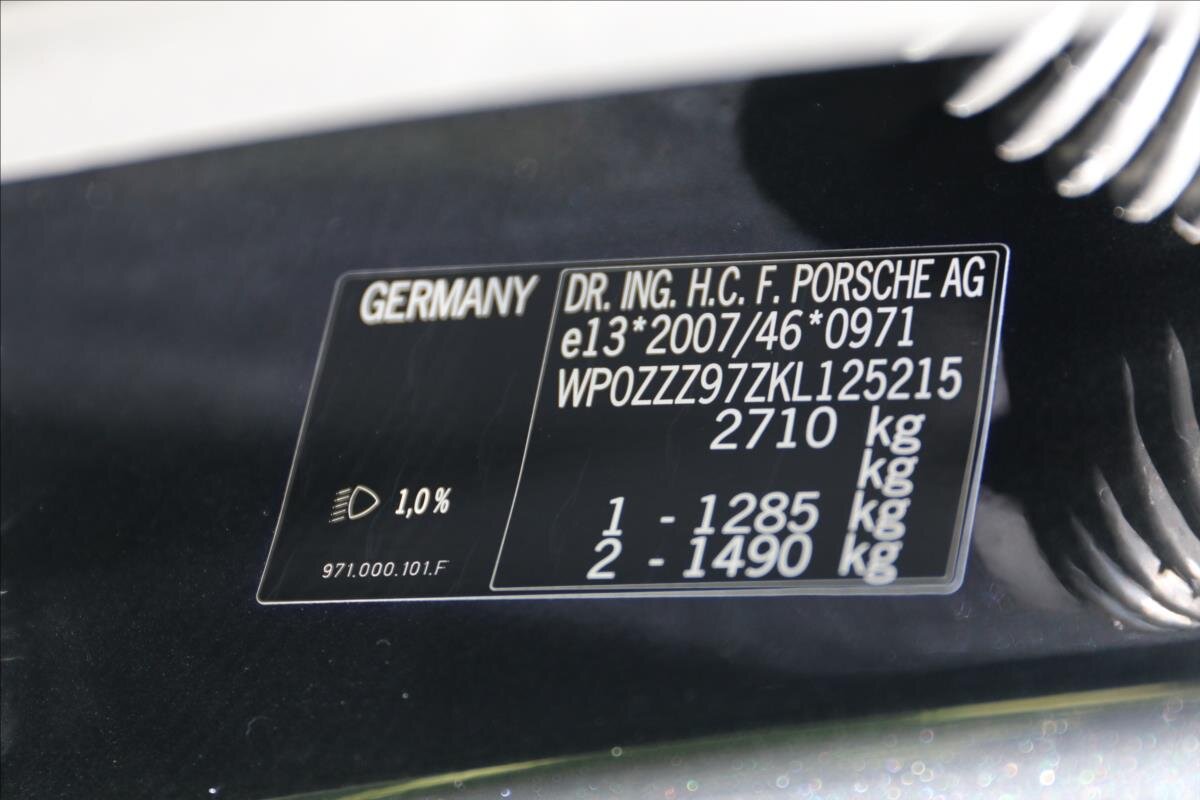 GERMANY
DR. ING. H.C. F. PORSCHE AG
e13*2007/46*0971
WP0ZZZ97ZKL125215
2710 kg
kg
1 - 1285 kg
2 - 1490 kg
1,0%
971.000.101.F